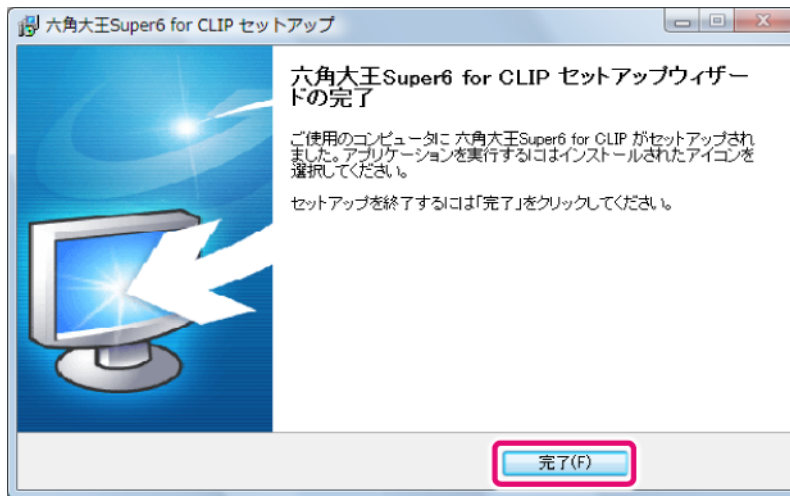 六角大王Super6 for CLIP セットアップ
六角大王Super6 for CLIP セットアップウィザー
ドの完了
ご使用のコンピュータに 六角大王Super6 for CLIP がセットアップされ
ました。アプリケーションを実行するにはインストールされたアイコンを
選択してください。
セットアップを終了するには「完了」をクリックしてください。
完了(F)